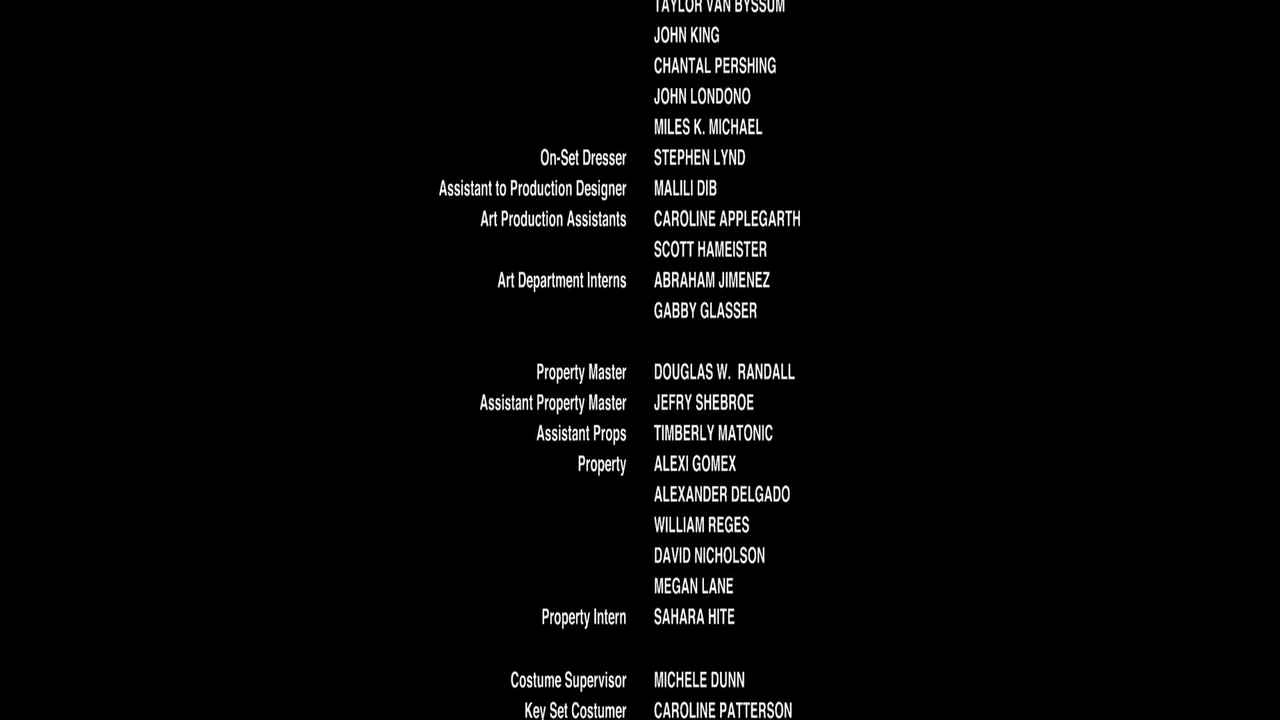 TAYLOR VAN BYSSUM
JOHN KING
CHANTAL PERSHING
JOHN LONDONO
MILES K. MICHAEL
On-Set Dresser STEPHEN LYND
Assistant to Production Designer MALILI DIB
Art Production Assistants CAROLINE APPLEGARTH
SCOTT HAMEISTER
Art Department Interns ABRAHAM JIMENEZ
GABBY GLASSER
Property Master DOUGLAS W. RANDALL
Assistant Property Master JEFRY SHEBROE
Assistant Props TIMBERLY MATONIC
Property ALEXI GOMEX
ALEXANDER DELGADO
WILLIAM REGES
DAVID NICHOLSON
MEGAN LANE
Property Intern SAHARA HITE
Costume Supervisor MICHELE DUNN
Key Set Costumer CAROLINE PATTERSON